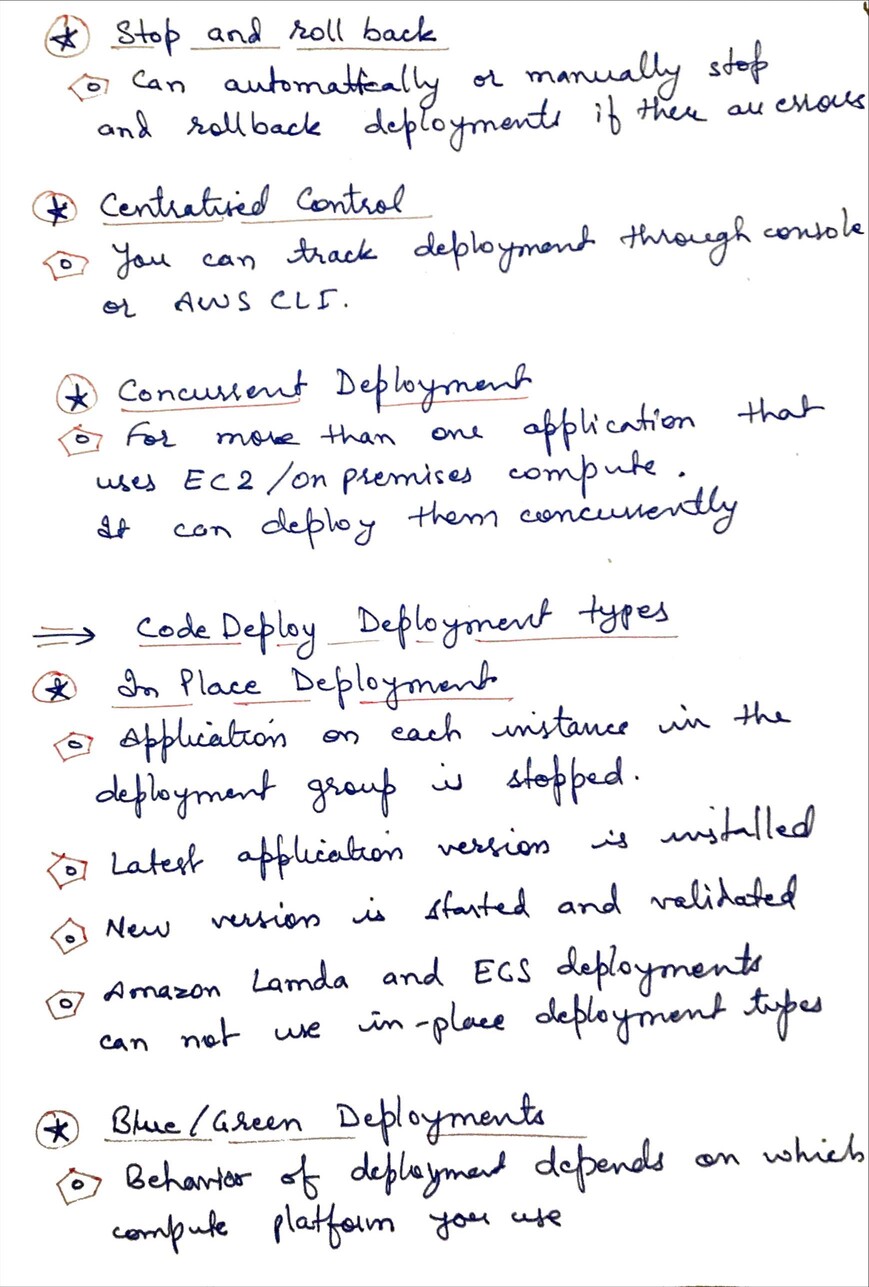 Stop and roll back
Can automatically or manually stop
and rollback deployments if there are errors
Centralised Control
You can track deployment through console
or AWS CLI.
Concurrent Deployment
For more than one application that
uses EC2 /on premises compute.
It can deploy them concurrently
⇒ Code Deploy Deployment types
In Place Deployment
Application on each instance in the
deployment group is stopped.
Latest application version is installed
New version is started and validated
Amazon Lamda and ECS deployments
can not use in-place deployment types
Blue/Green Deployments
Behavior of deployment depends on which
compute platform you use